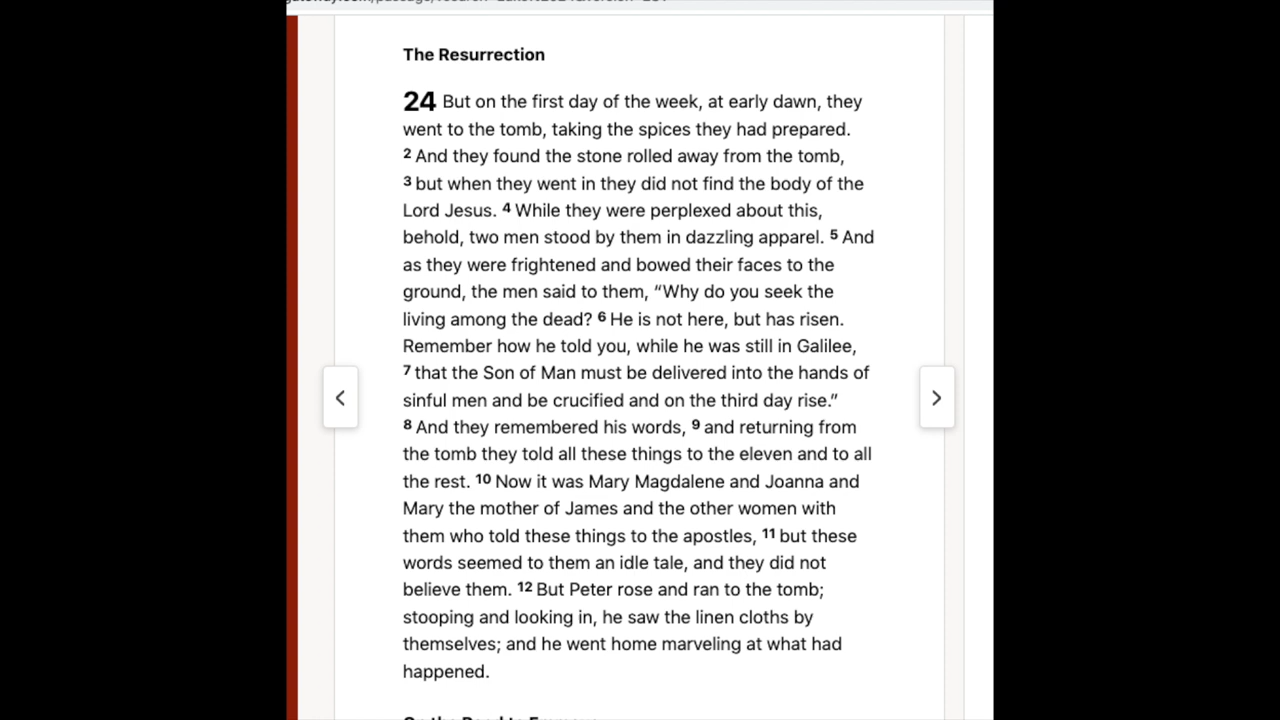 The Resurrection
24 But on the first day of the week, at early dawn, they
went to the tomb, taking the spices they had prepared.
2 And they found the stone rolled away from the tomb,
3 but when they went in they did not find the body of the
Lord Jesus. 4 While they were perplexed about this,
behold, two men stood by them in dazzling apparel. 5 And
as they were frightened and bowed their faces to the
ground, the men said to them, “Why do you seek the
living among the dead? 6 He is not here, but has risen.
Remember how he told you, while he was still in Galilee,
7 that the Son of Man must be delivered into the hands of
sinful men and be crucified and on the third day rise.”
8 And they remembered his words, 9 and returning from
the tomb they told all these things to the eleven and to all
the rest. 10 Now it was Mary Magdalene and Joanna and
Mary the mother of James and the other women with
them who told these things to the apostles, 11 but these
words seemed to them an idle tale, and they did not
believe them. 12 But Peter rose and ran to the tomb;
stooping and looking in, he saw the linen cloths by
themselves; and he went home marveling at what had
happened.
On the Road to Emmaus